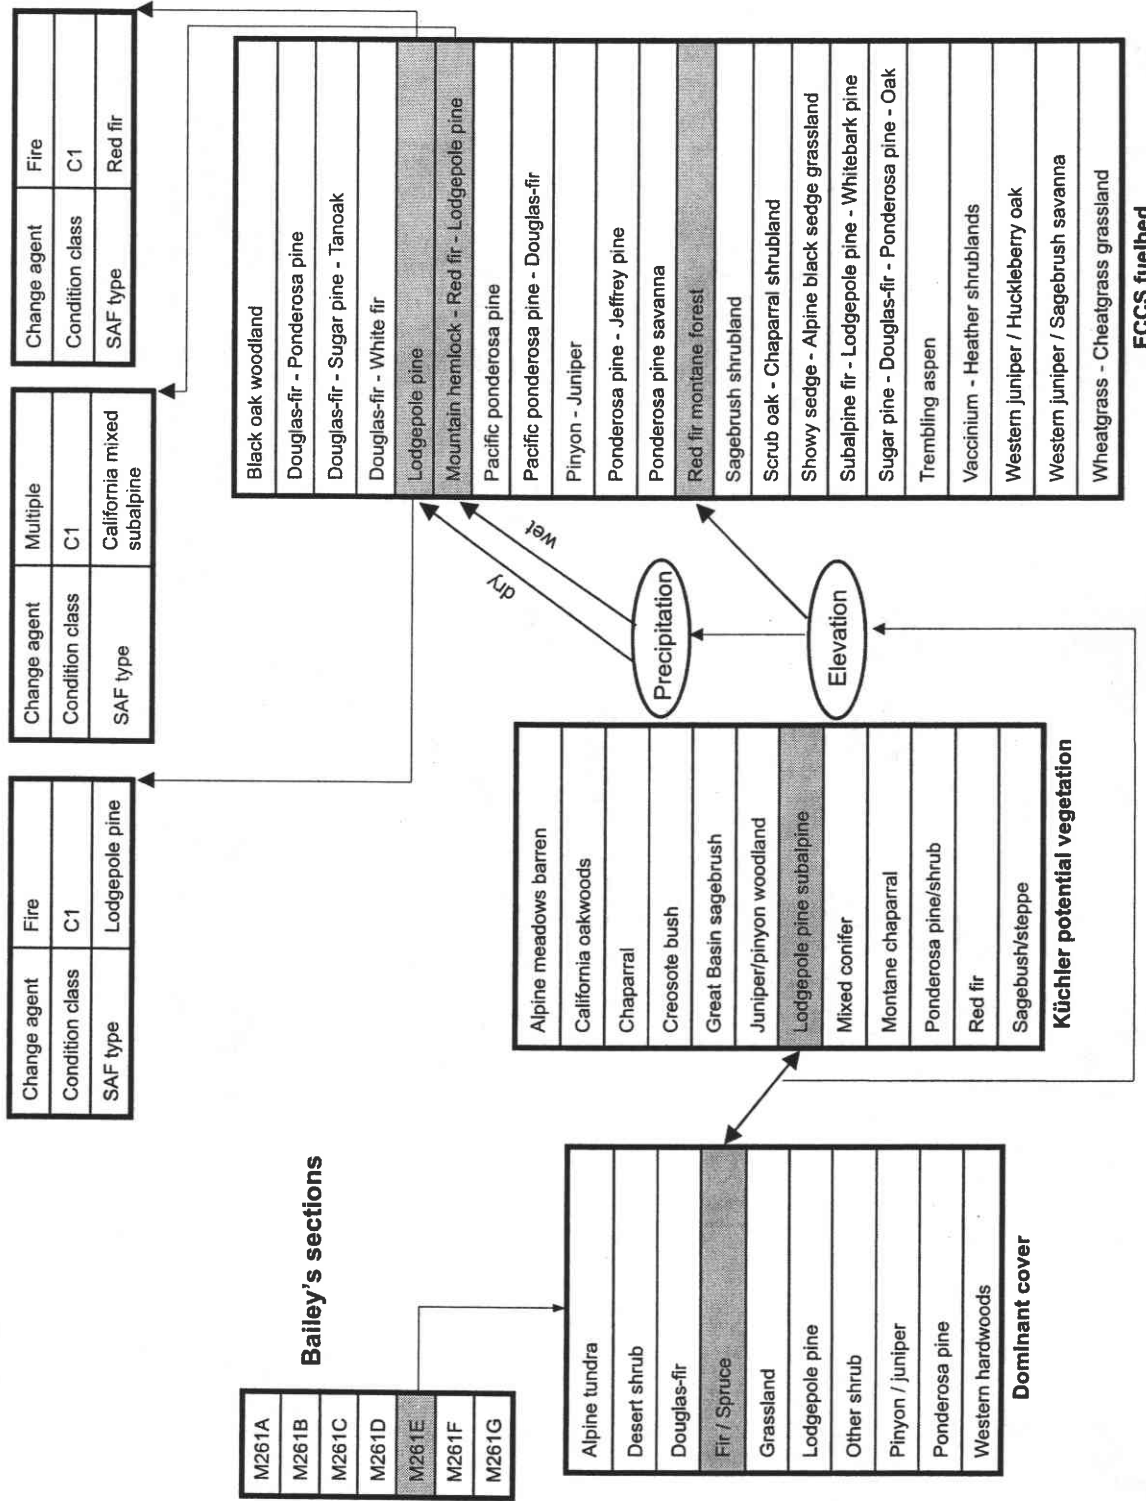 Bailey's sections
M261A
M261B
M261C
M261D
M261E
M261F
M261G
Alpine tundra
Desert shrub
Douglas-fir
Fir / Spruce
Grassland
Lodgepole pine
Other shrub
Pinyon / juniper
Ponderosa pine
Western hardwoods
Dominant cover
Alpine meadows barren
California oakwoods
Chaparral
Creosote bush
Great Basin sagebrush
Juniper/pinyon woodland
Lodgepole pine subalpine
Mixed conifer
Montane chaparral
Ponderosa pine/shrub
Red fir
Sagebush/steppe
Küchler potential vegetation
Elevation
Precipitation
dry
wet
Black oak woodland
Douglas-fir - Ponderosa pine
Douglas-fir - Sugar pine - Tanoak
Douglas-fir - White fir
Lodgepole pine
Mountain hemlock - Red fir - Lodgepole pine
Pacific ponderosa pine
Pacific ponderosa pine - Douglas-fir
Pinyon - Juniper
Ponderosa pine - Jeffrey pine
Ponderosa pine savanna
Red fir montane forest
Sagebrush shrubland
Scrub oak - Chaparral shrubland
Showy sedge - Alpine black sedge grassland
Subalpine fir - Lodgepole pine - Whitebark pine
Sugar pine - Douglas-fir - Ponderosa pine - Oak
Trembling aspen
Vaccinium - Heather shrublands
Western juniper / Huckleberry oak
Western juniper / Sagebrush savanna
Wheatgrass - Cheatgrass grassland
FCCS fuelbed
Change agent Fire
Condition class C1
SAF type Lodgepole pine
Change agent Multiple
Condition class C1
SAF type California mixed
subalpine
Change agent Fire
Condition class C1
SAF type Red fir